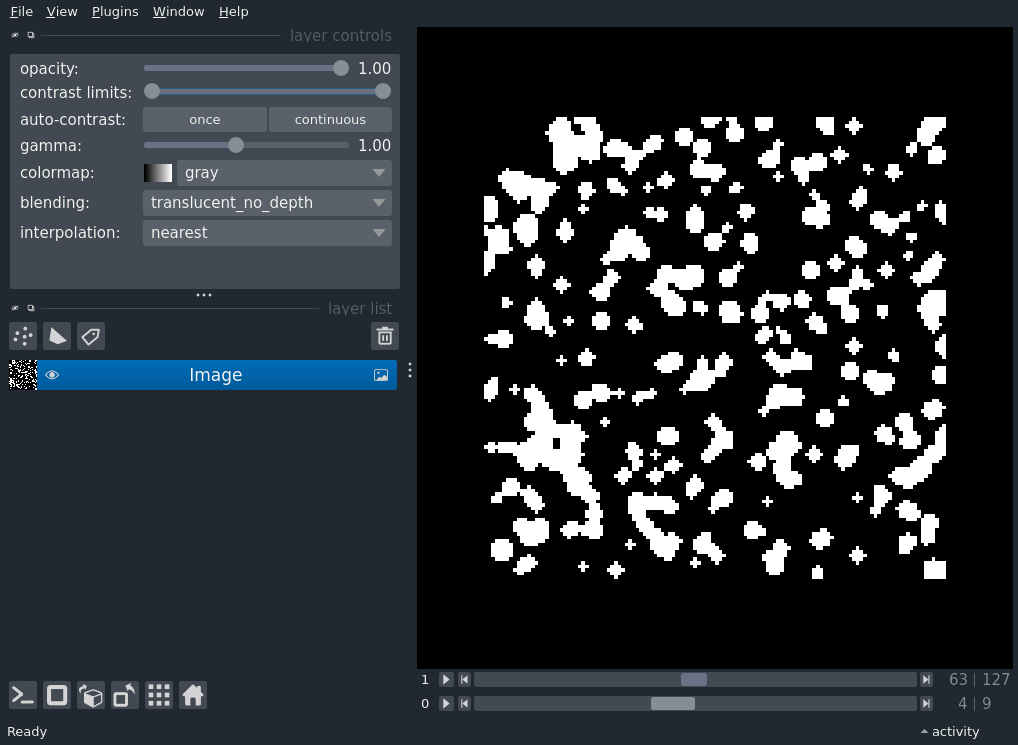 File View Plugins Window Help
layer controls
opacity: 1.00
contrast limits:
auto-contrast: once continuous
gamma: 1.00
colormap: gray
blending: translucent_no_depth
interpolation: nearest
layer list
Image
1 63 | 127
0 4 | 9
Ready activity